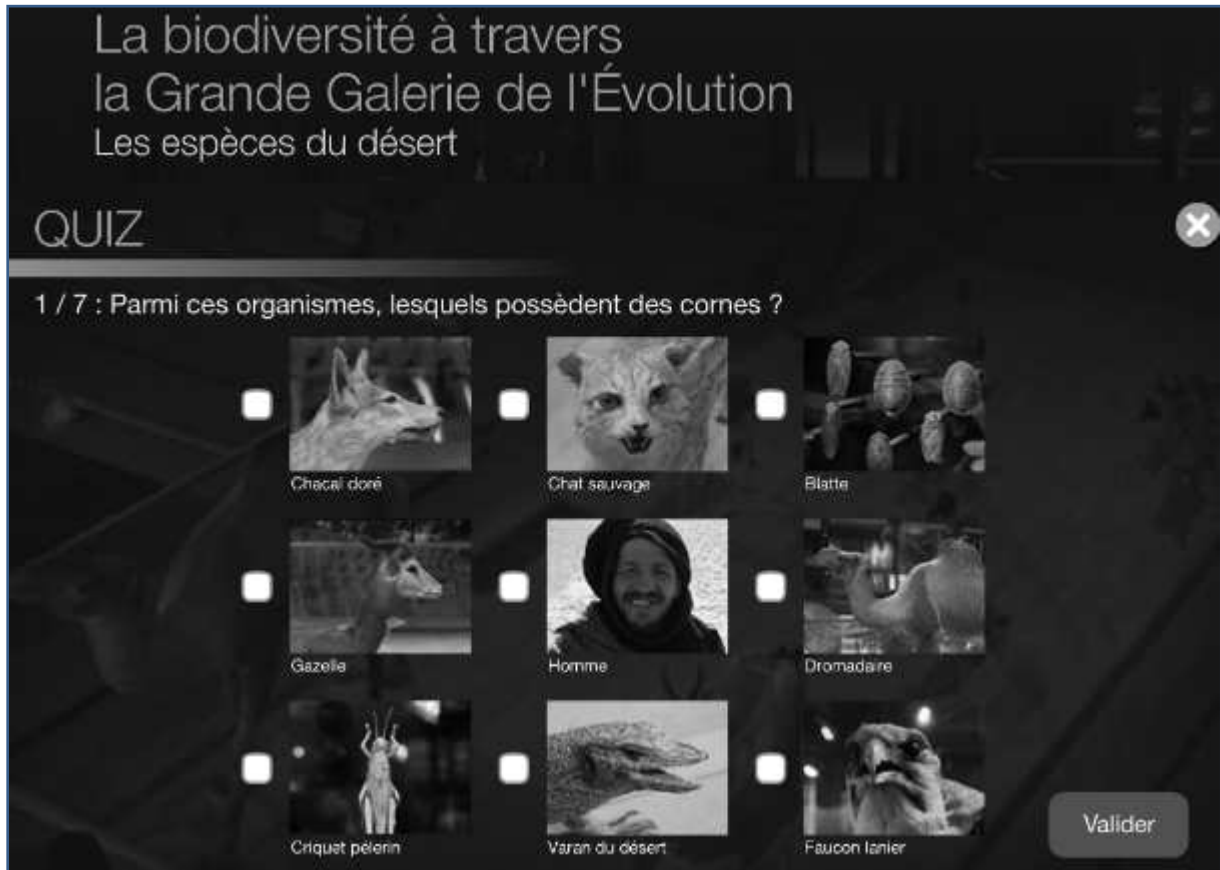 La biodiversité à travers
la Grande Galerie de l'Évolution
Les espèces du désert
QUIZ
1 / 7 : Parmi ces organismes, lesquels possèdent des cornes ?
Chacal doré
Chat sauvage
Blatte
Gazelle
Homme
Dromadaire
Criquet pélerin
Varan du désert
Faucon lanier
Valider